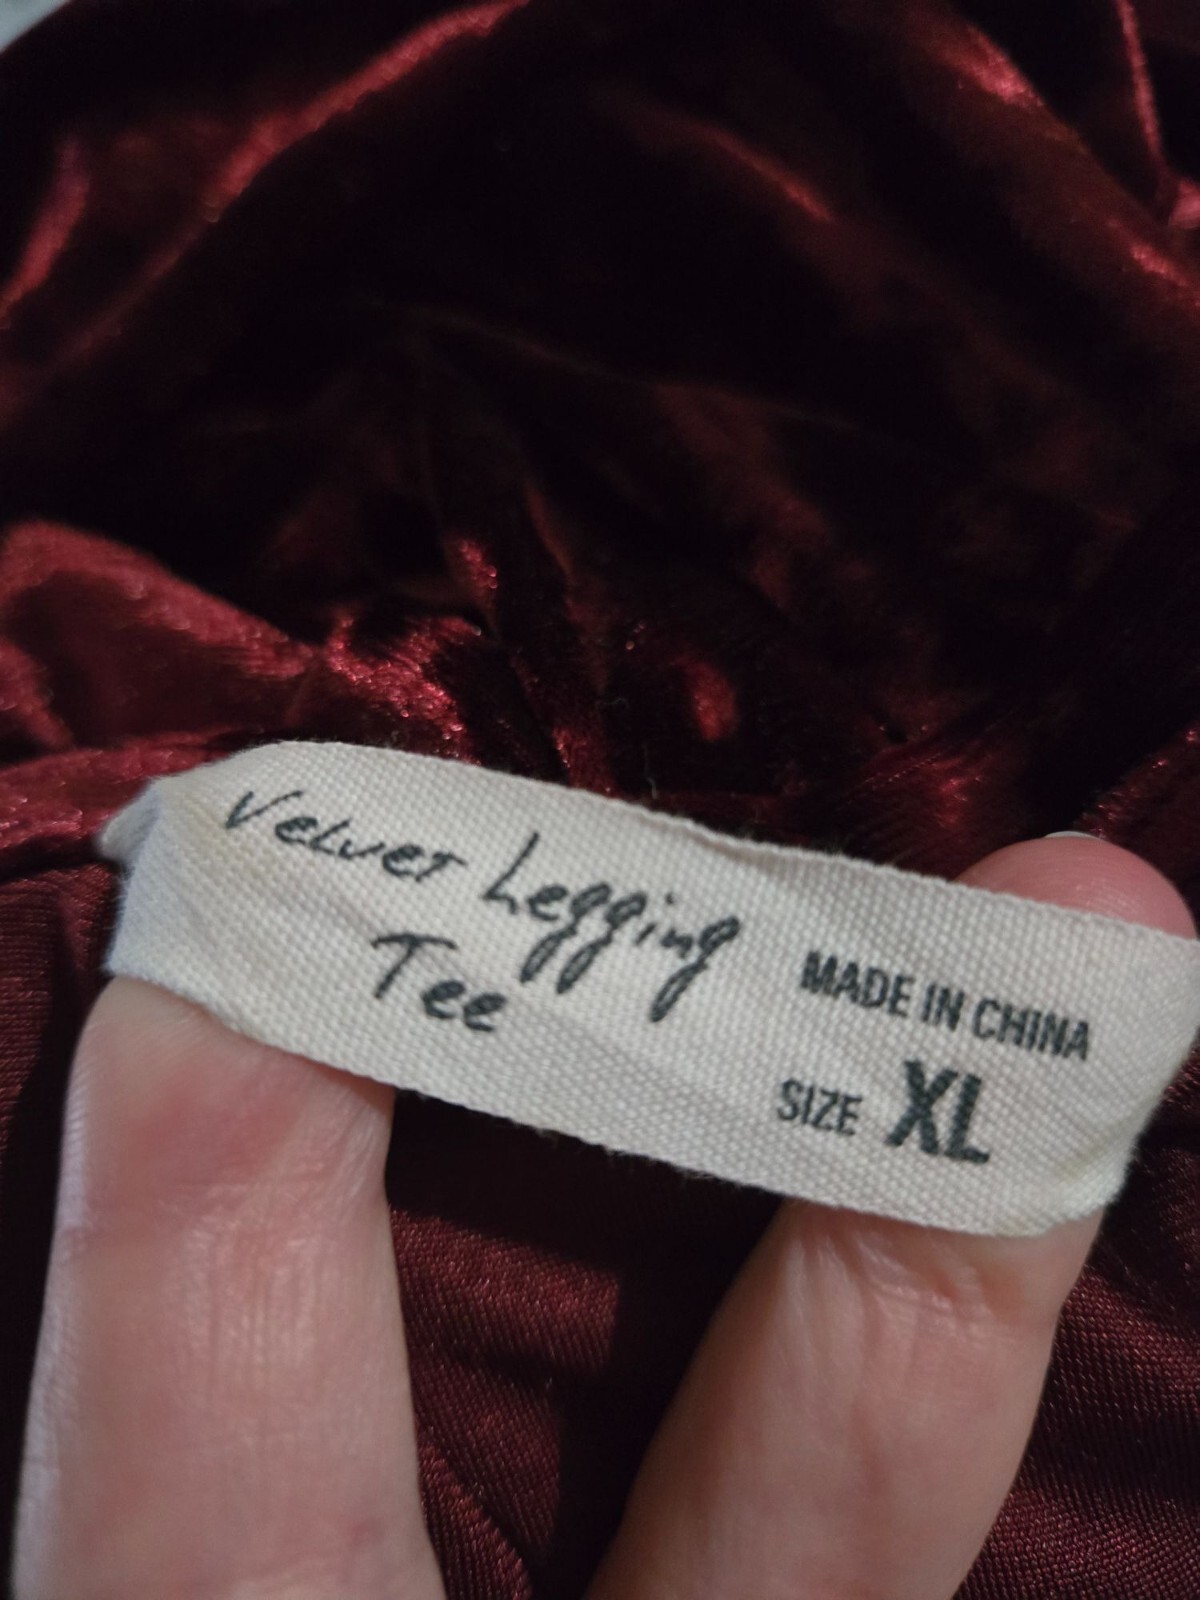 Velvet Legging
Tee
MADE IN CHINA
SIZE XL